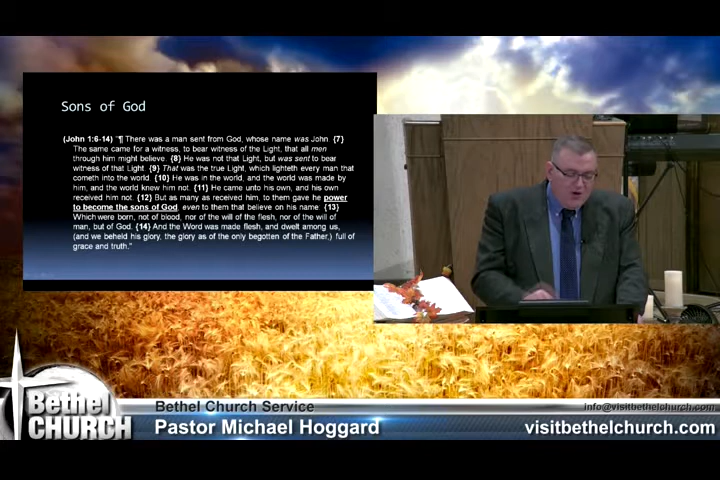 Sons of God
(John 1:6-14) "¶ There was a man sent from God, whose name was John. {7}
The same came for a witness, to bear witness of the Light, that all men
through him might believe. {8} He was not that Light, but was sent to bear
witness of that Light. {9} That was the true Light, which lighteth every man that
cometh into the world. {10} He was in the world, and the world was made by
him, and the world knew him not. {11} He came unto his own, and his own
received him not. {12} But as many as received him, to them gave he power
to become the sons of God, even to them that believe on his name: {13}
Which were born, not of blood, nor of the will of the flesh, nor of the will of
man, but of God. {14} And the Word was made flesh, and dwelt among us,
(and we beheld his glory, the glory as of the only begotten of the Father,) full of
grace and truth."
Bethel
CHURCH
Bethel Church Service
info@visitbethelchurch.com
Pastor Michael Hoggard
visitbethelchurch.com